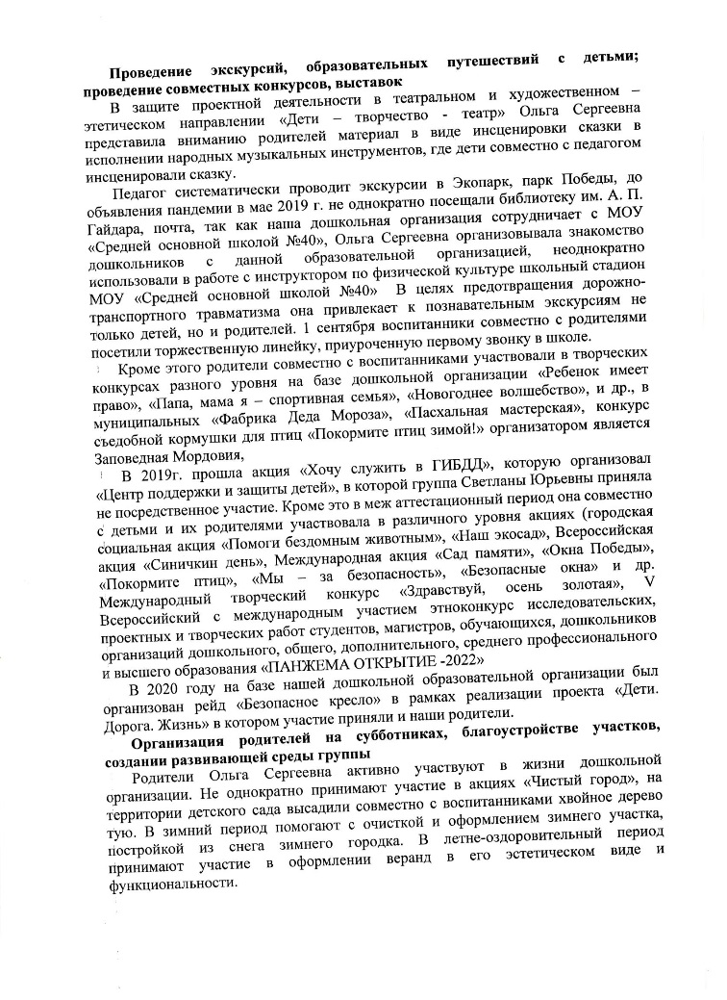 Проведение экскурсий, образовательных путешествий с детьми;
проведение совместных конкурсов, выставок
В защите проектной деятельности в театральном и художественном –
этетическом направлении «Дети – творчество - театр» Ольга Сергеевна
представила вниманию родителей материал в виде инсценировки сказки в
исполнении народных музыкальных инструментов, где дети совместно с педагогом
инсценировали сказку.
Педагог систематически проводит экскурсии в Экопарк, парк Победы, до
объявления пандемии в мае 2019 г. не однократно посещали библиотеку им. А. П.
Гайдара, почта, так как наша дошкольная организация сотрудничает с МОУ
«Средней основной школой №40», Ольга Сергеевна организовывала знакомство
дошкольников с данной образовательной организацией, неоднократно
использовали в работе с инструктором по физической культуре школьный стадион
МОУ «Средней основной школой №40» В целях предотвращения дорожно-
транспортного травматизма она привлекает к познавательным экскурсиям не
только детей, но и родителей. 1 сентября воспитанники совместно с родителями
посетили торжественную линейку, приуроченную первому звонку в школе.
Кроме этого родители совместно с воспитанниками участвовали в творческих
конкурсах разного уровня на базе дошкольной организации «Ребенок имеет
право», «Папа, мама я – спортивная семья», «Новогоднее волшебство», и др., в
муниципальных «Фабрика Деда Мороза», «Пасхальная мастерская», конкурс
съедобной кормушки для птиц «Покормите птиц зимой!» организатором является
Заповедная Мордовия,
В 2019г. прошла акция «Хочу служить в ГИБДД», которую организовал
«Центр поддержки и защиты детей», в которой группа Светланы Юрьевны приняла
не посредственное участие. Кроме это в меж аттестационный период она совместно
с детьми и их родителями участвовала в различного уровня акциях (городская
социальная акция «Помоги бездомным животным», «Наш экосад», Всероссийская
акция «Синичкин день», Международная акция «Сад памяти», «Окна Победы»,
«Покормите птиц», «Мы – за безопасность», «Безопасные окна» и др.
Международный творческий конкурс «Здравствуй, осень золотая», V
Всероссийский с международным участием этноконкурс исследовательских,
проектных и творческих работ студентов, магистров, обучающихся, дошкольников
организаций дошкольного, общего, дополнительного, среднего профессионального
и высшего образования «ПАНЖЕМА ОТКРЫТИЕ -2022»
В 2020 году на базе нашей дошкольной образовательной организации был
организован рейд «Безопасное кресло» в рамках реализации проекта «Дети.
Дорога. Жизнь» в котором участие приняли и наши родители.
Организация родителей на субботниках, благоустройстве участков,
создании развивающей среды группы
Родители Ольга Сергеевна активно участвуют в жизни дошкольной
организации. Не однократно принимают участие в акциях «Чистый город», на
территории детского сада высадили совместно с воспитанниками хвойное дерево
тую. В зимний период помогают с очисткой и оформлением зимнего участка,
постройкой из снега зимнего городка. В летне-оздоровительный период
принимают участие в оформлении веранд в его эстетическом виде и
функциональности.